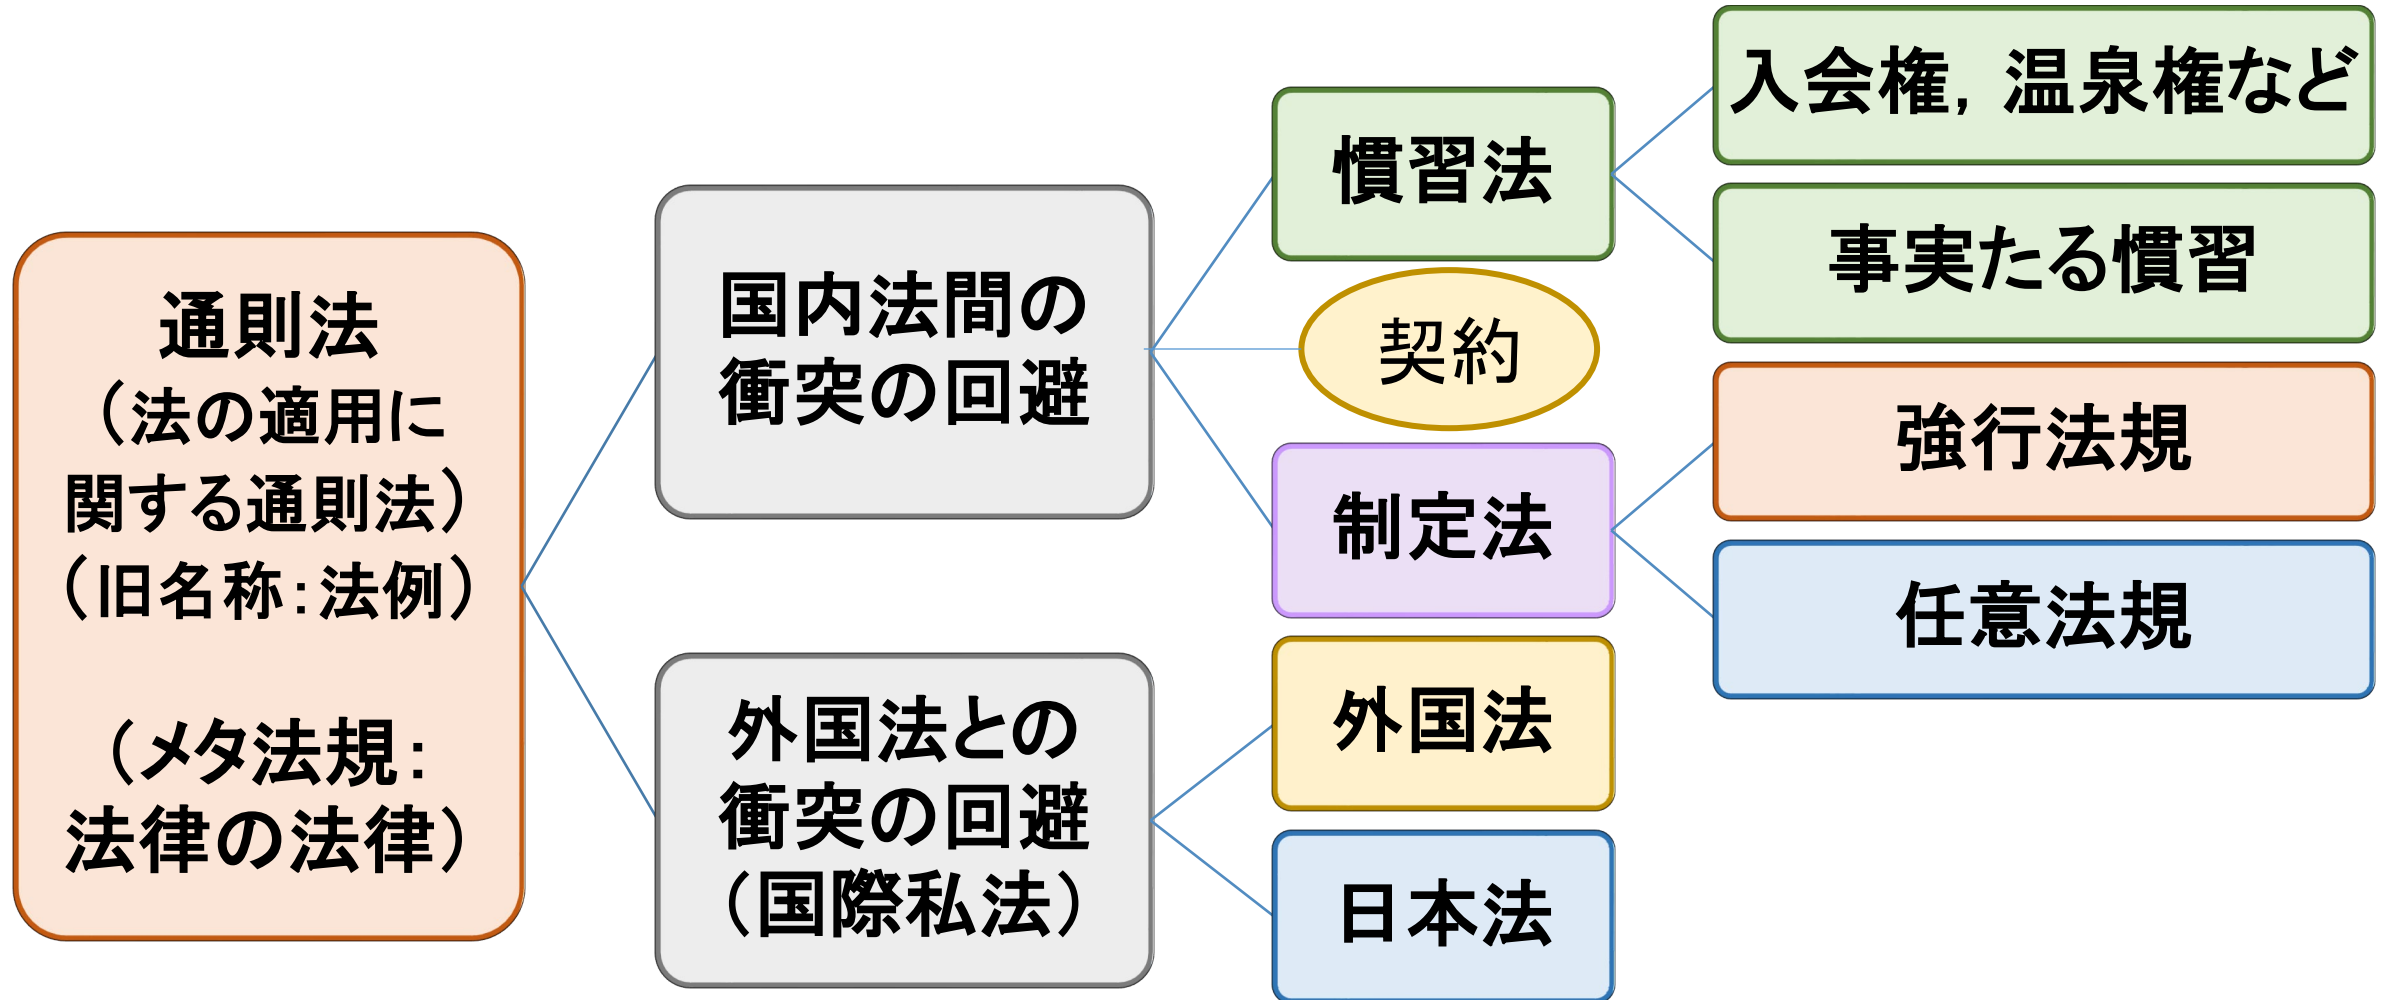 通則法
（法の適用に
関する通則法）
（旧名称：法例）
（メタ法規：
法律の法律）
国内法間の
衝突の回避
外国法との
衝突の回避
（国際私法）
慣習法
契約
制定法
外国法
日本法
入会権，温泉権など
事実たる慣習
強行法規
任意法規